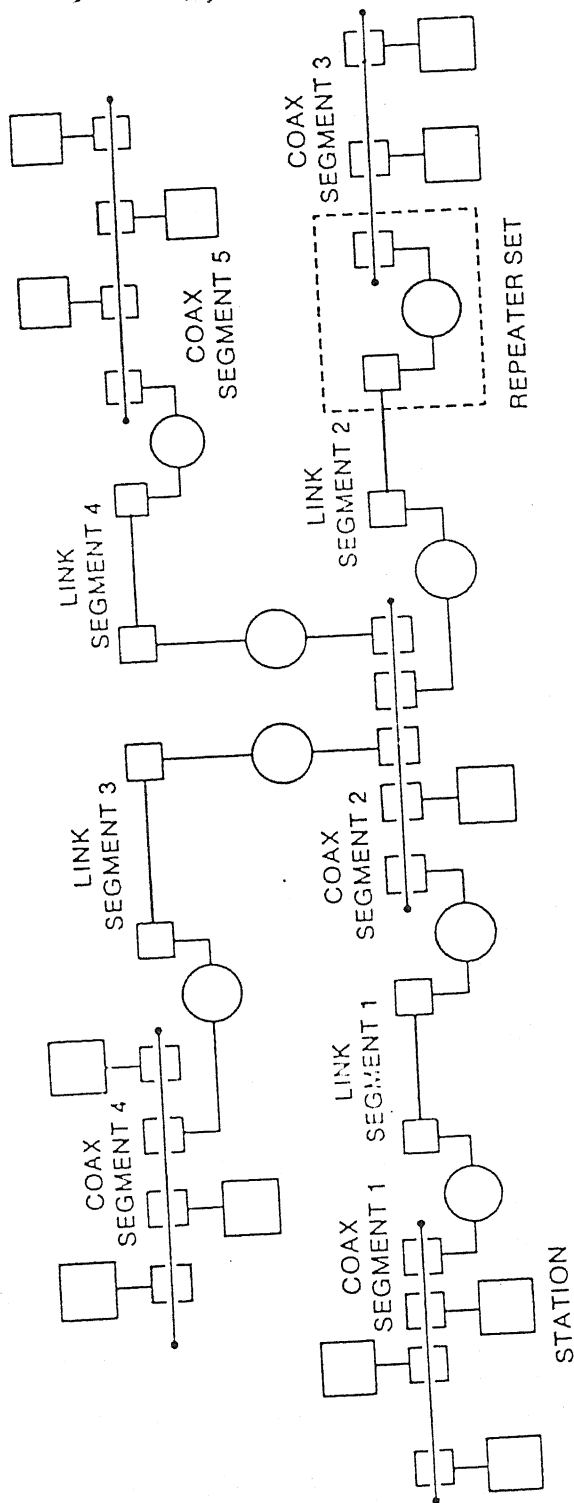 COAX
SEGMENT 4
LINK
SEGMENT 3
LINK
SEGMENT 4
COAX
SEGMENT 5
COAX
SEGMENT 1
STATION
LINK
SEGMENT 1
COAX
SEGMENT 2
LINK
SEGMENT 2
COAX
SEGMENT 3
REPEATER SET